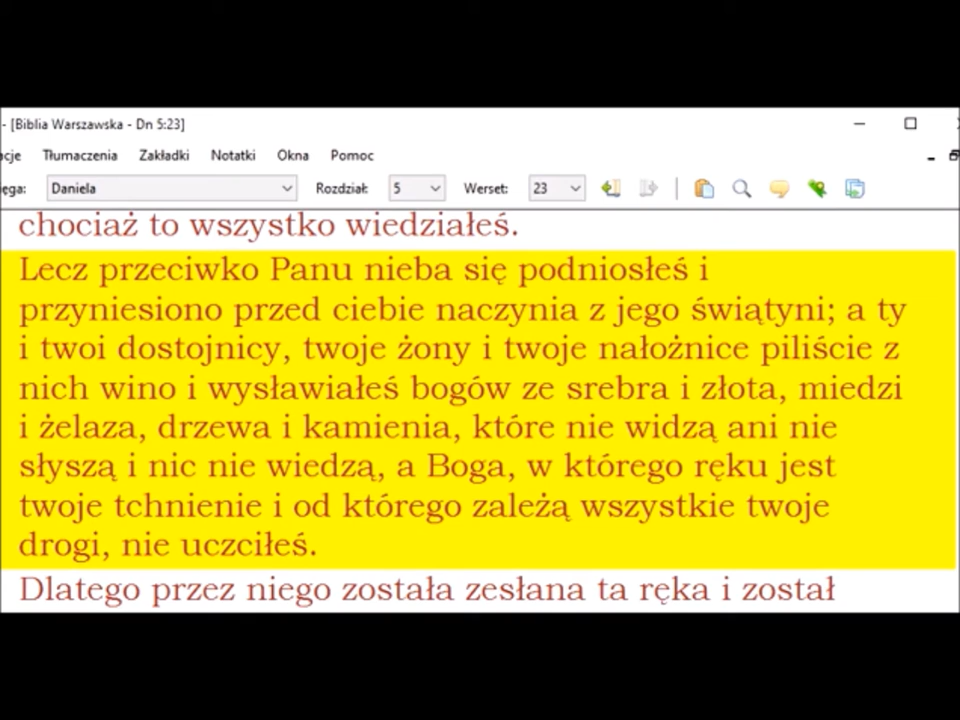 - [Biblia Warszawska - Dn 5:23]
Tłumaczenia Zakładki Notatki Okna Pomoc
Daniela Rozdział: 5 Werset: 23
chociaż to wszystko wiedziałeś.
Lecz przeciwko Panu nieba się podniosłeś i
przyniesiono przed ciebie naczynia z jego świątyni; a ty
i twoi dostojnicy, twoje żony i twoje nałożnice piliście z
nich wino i wysławiałeś bogów ze srebra i złota, miedzi
i żelaza, drzewa i kamienia, które nie widzą ani nie
słyszą i nic nie wiedzą, a Boga, w którego ręku jest
twoje tchnienie i od którego zależą wszystkie twoje
drogi, nie uczciłeś.
Dlatego przez niego została zesłana ta ręka i został